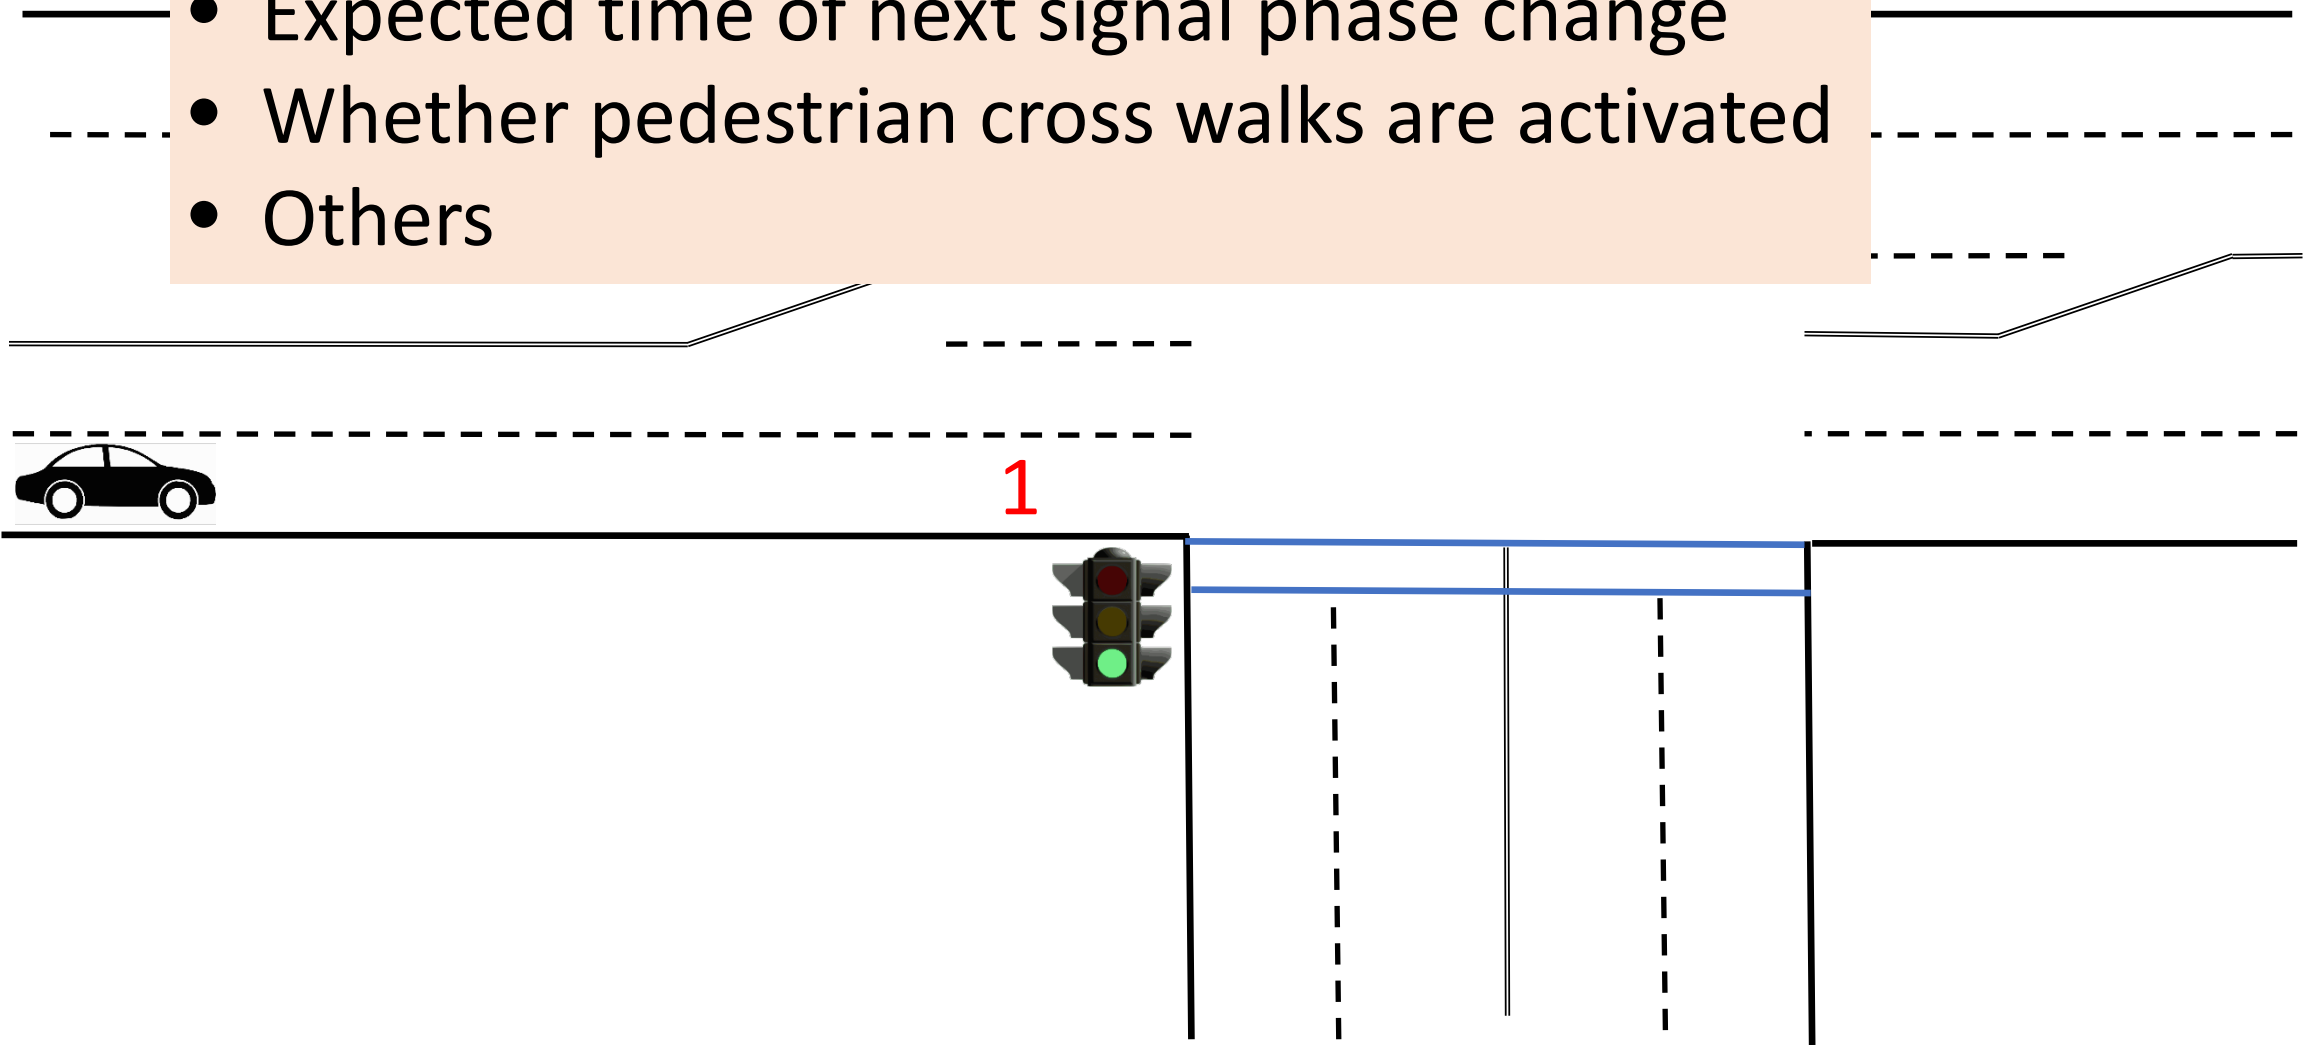 • Expected time of next signal phase change
• Whether pedestrian cross walks are activated
• Others
1